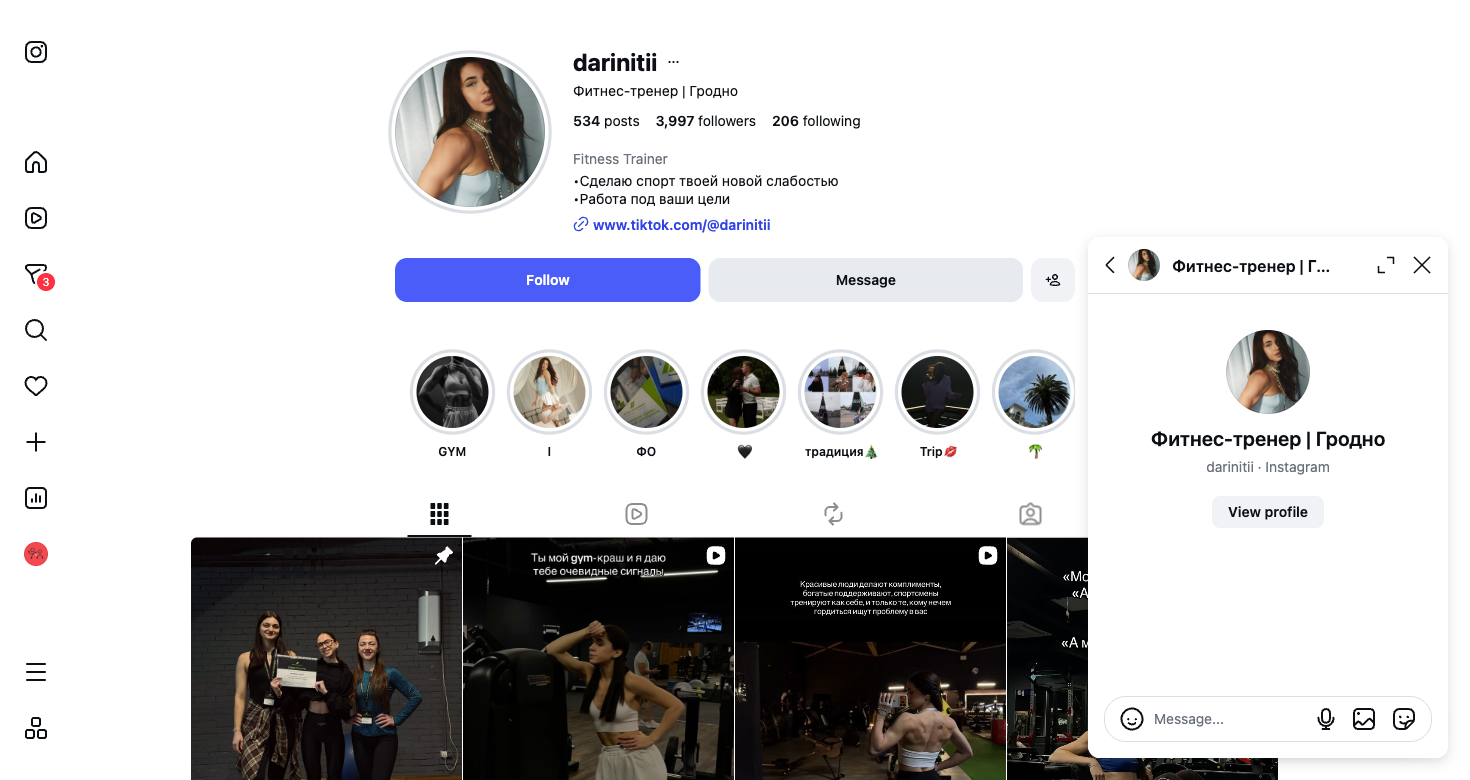 darinitii ...
Фитнес-тренер | Гродно
534 posts 3,997 followers 206 following
Fitness Trainer
•Сделаю спорт твоей новой слабостью
•Работа под ваши цели
www.tiktok.com/@darinitii
Follow
Message
3
GYM
I
ФО
🖤
традиция🎄
Trip💋
🌴
Ты мой gym-краш и я даю
тебе очевидные сигналы
Красивые люди делают комплименты,
богатые поддерживают, спортсмены
тренируют как себе, и только те, кому нечем
гордиться ищут проблему в вас
«А м
Фитнес-тренер | Г...
Фитнес-тренер | Гродно
darinitii · Instagram
View profile
Message...